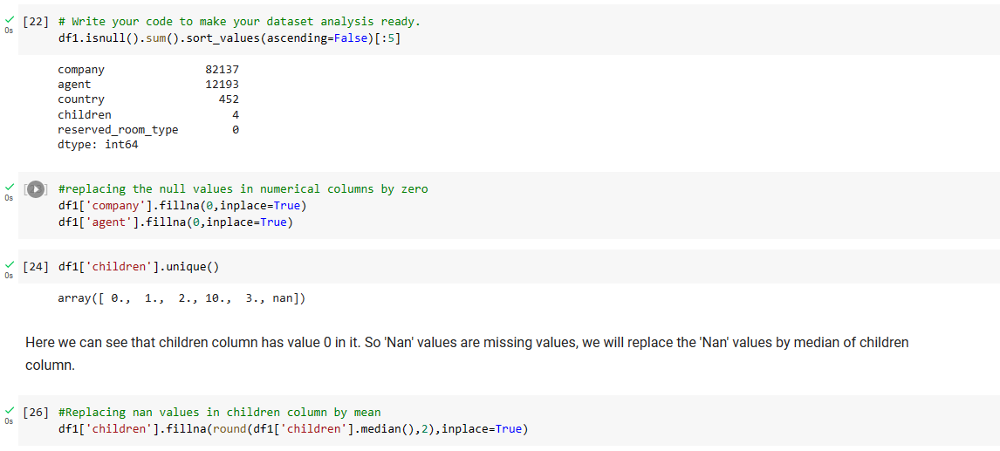 [22] # Write your code to make your dataset analysis ready.
0s df1.isnull().sum().sort_values(ascending=False)[:5]
company 82137
agent 12193
country 452
children 4
reserved_room_type 0
dtype: int64
#replacing the null values in numerical columns by zero
0s df1['company'].fillna(0,inplace=True)
df1['agent'].fillna(0,inplace=True)
[24] df1['children'].unique()
0s
array([ 0., 1., 2., 10., 3., nan])
Here we can see that children column has value 0 in it. So 'Nan' values are missing values, we will replace the 'Nan' values by median of children
column.
[26] #Replacing nan values in children column by mean
0s df1['children'].fillna(round(df1['children'].median(),2),inplace=True)